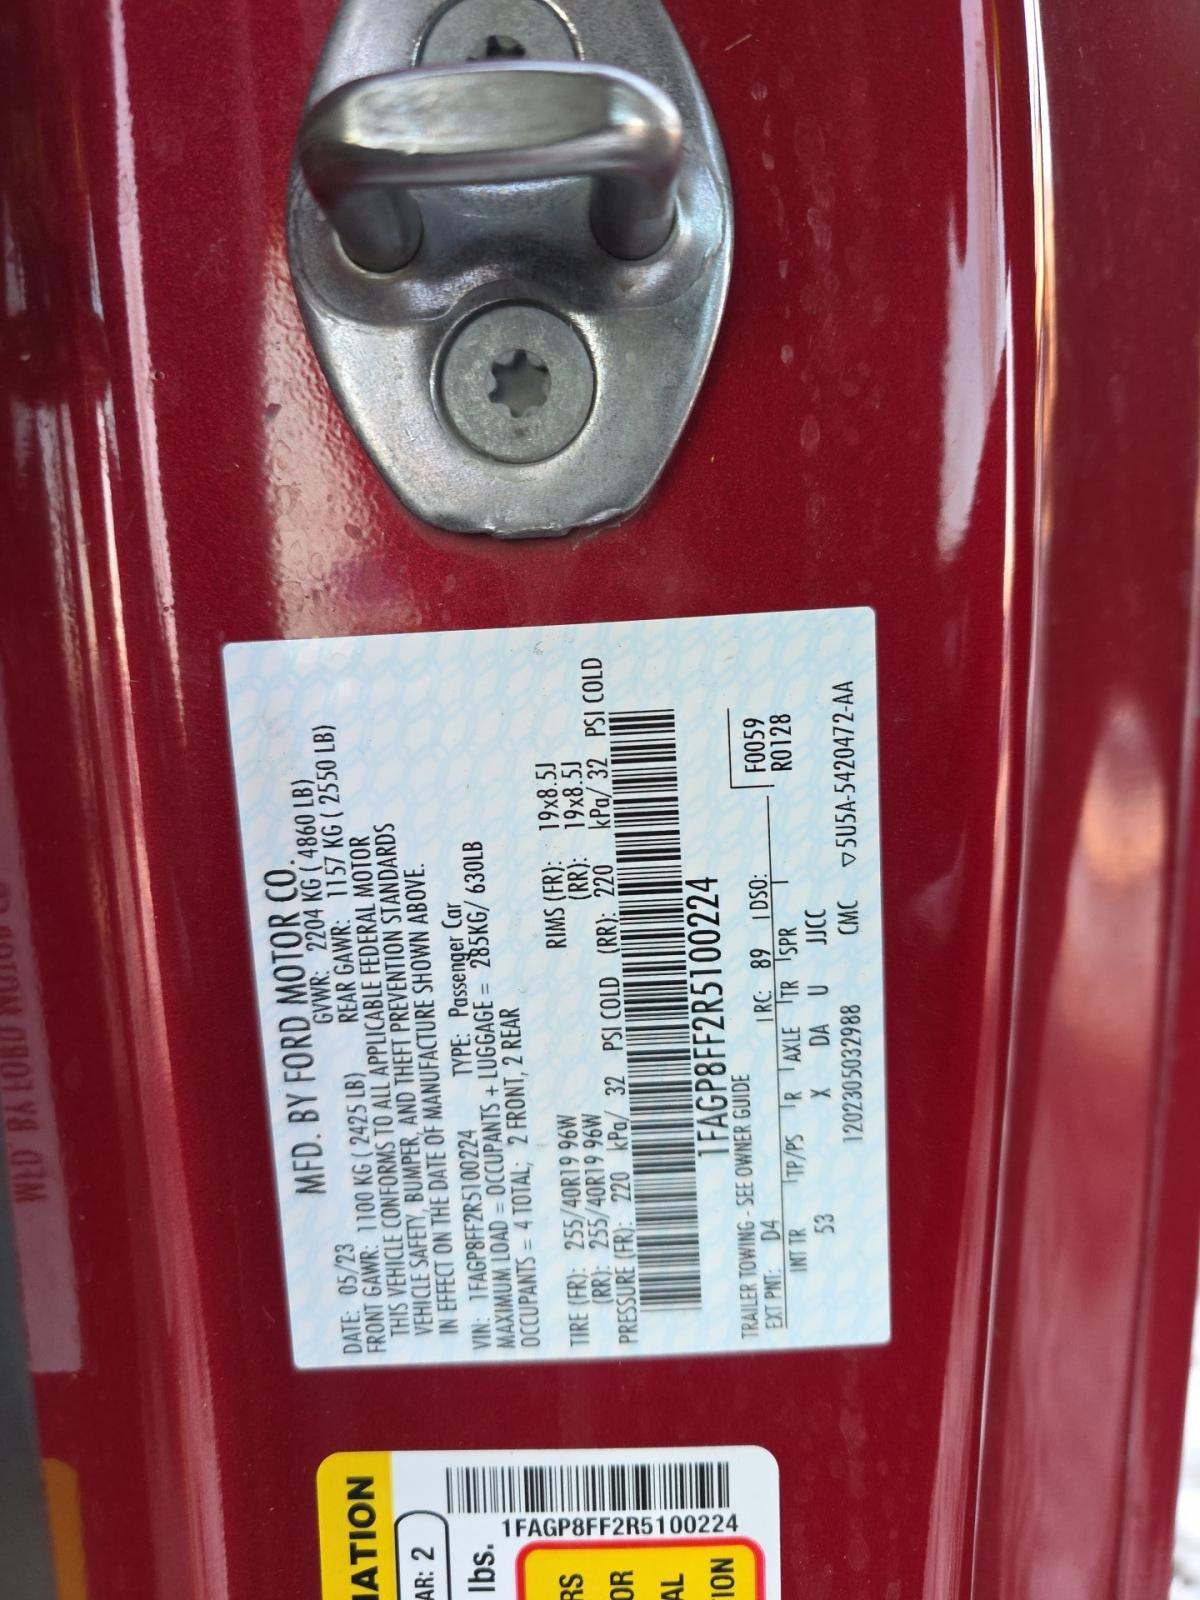 MFD. BY FORD MOTOR CO.
DATE: 05/23 GVWR: 2204 KG ( 4860 LB)
FRONT GAWR: 1100 KG ( 2425 LB) REAR GAWR: 1157 KG ( 2550 LB)
THIS VEHICLE CONFORMS TO ALL APPLICABLE FEDERAL MOTOR
VEHICLE SAFETY, BUMPER, AND THEFT PREVENTION STANDARDS
IN EFFECT ON THE DATE OF MANUFACTURE SHOWN ABOVE.
VIN: 1FAGP8FF2R5100224 TYPE: Passenger Car
MAXIMUM LOAD = OCCUPANTS + LUGGAGE = 285KG/ 630LB
OCCUPANTS = 4 TOTAL; 2 FRONT, 2 REAR
TIRE (FR): 255/40R19 96W RIMS (FR): 19x8.5J
(RR): 255/40R19 96W (RR): 19x8.5J
PRESSURE (FR): 220 kPa/ 32 PSI COLD (RR): 220 kPa/ 32 PSI COLD
1FAGP8FF2R5100224
F0059
R0128
TRAILER TOWING - SEE OWNER GUIDE
EXT PNT: D4 RC: 89 DSO:
INT TR TP/PS R AXLE TR SPR
53 X DA U JJCC
1202305032988 CMC ▽5U5A-5420472-AA
1FAGP8FF2R5100224
MATION
AR: 2
lbs.
RS
OR
AL
TION